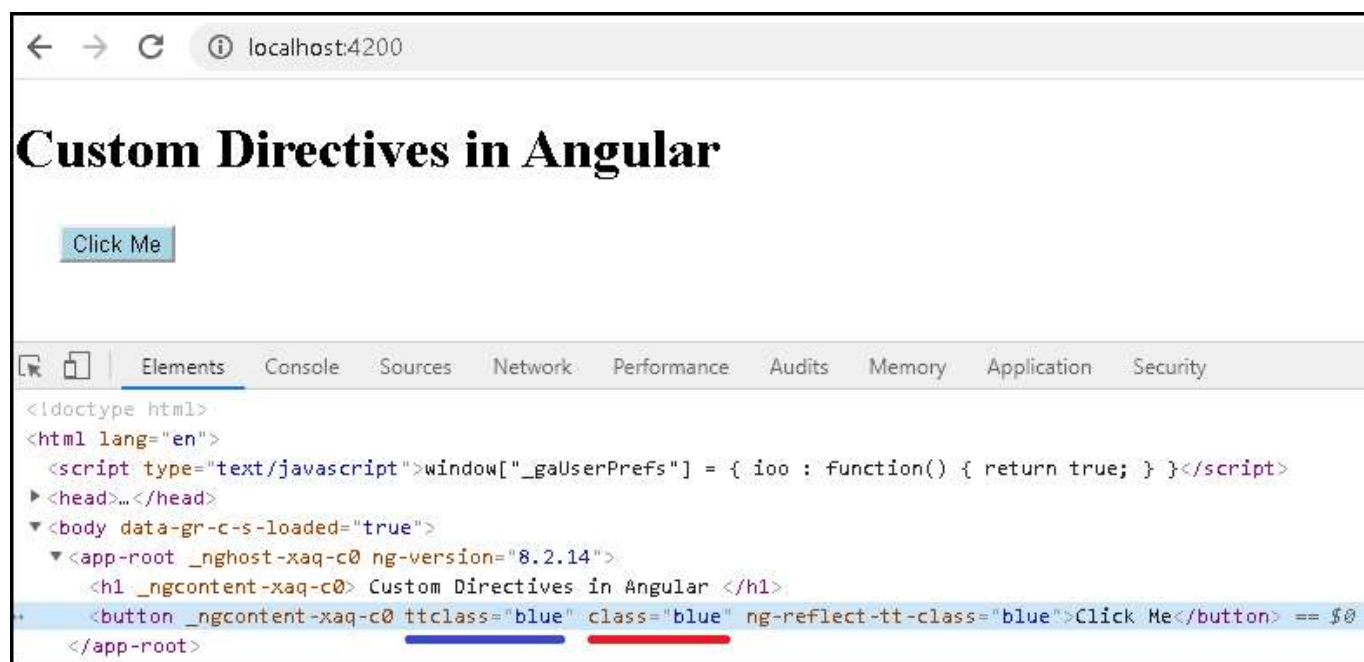 localhost:4200
Custom Directives in Angular
Click Me
Elements Console Sources Network Performance Audits Memory Application Security
<!doctype html>
<html lang="en">
<script type="text/javascript">window["_gaUserPrefs"] = { ioo : function() { return true; } }</script>
<head>…</head>
<body data-gr-c-s-loaded="true">
<app-root _nghost-xaq-c0 ng-version="8.2.14">
<h1 _ngcontent-xaq-c0> Custom Directives in Angular </h1>
<button _ngcontent-xaq-c0 ttclass="blue" class="blue" ng-reflect-tt-class="blue">Click Me</button> == $0
</app-root>